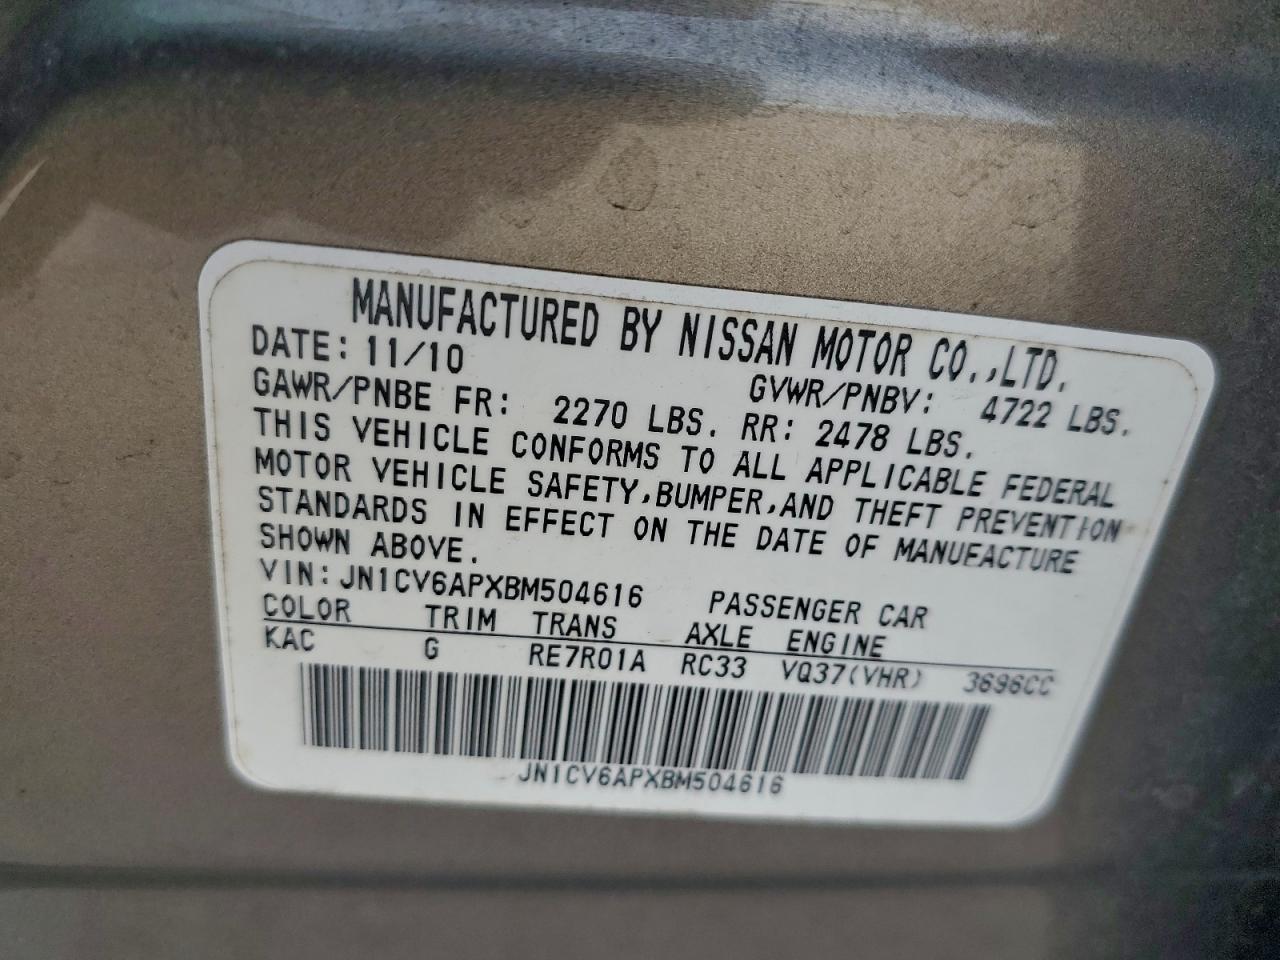 MANUFACTURED BY NISSAN MOTOR CO.,LTD.
DATE: 11/10 GVWR/PNBV: 4722 LBS.
GAWR/PNBE FR: 2270 LBS. RR: 2478 LBS.
THIS VEHICLE CONFORMS TO ALL APPLICABLE FEDERAL
MOTOR VEHICLE SAFETY,BUMPER,AND THEFT PREVENTION
STANDARDS IN EFFECT ON THE DATE OF MANUFACTURE
SHOWN ABOVE.
VIN: JN1CV6APXBM504616 PASSENGER CAR
COLOR TRIM TRANS AXLE ENGINE
KAC G RE7R01A RC33 VQ37(VHR) 3696CC
JN1CV6APXBM504616